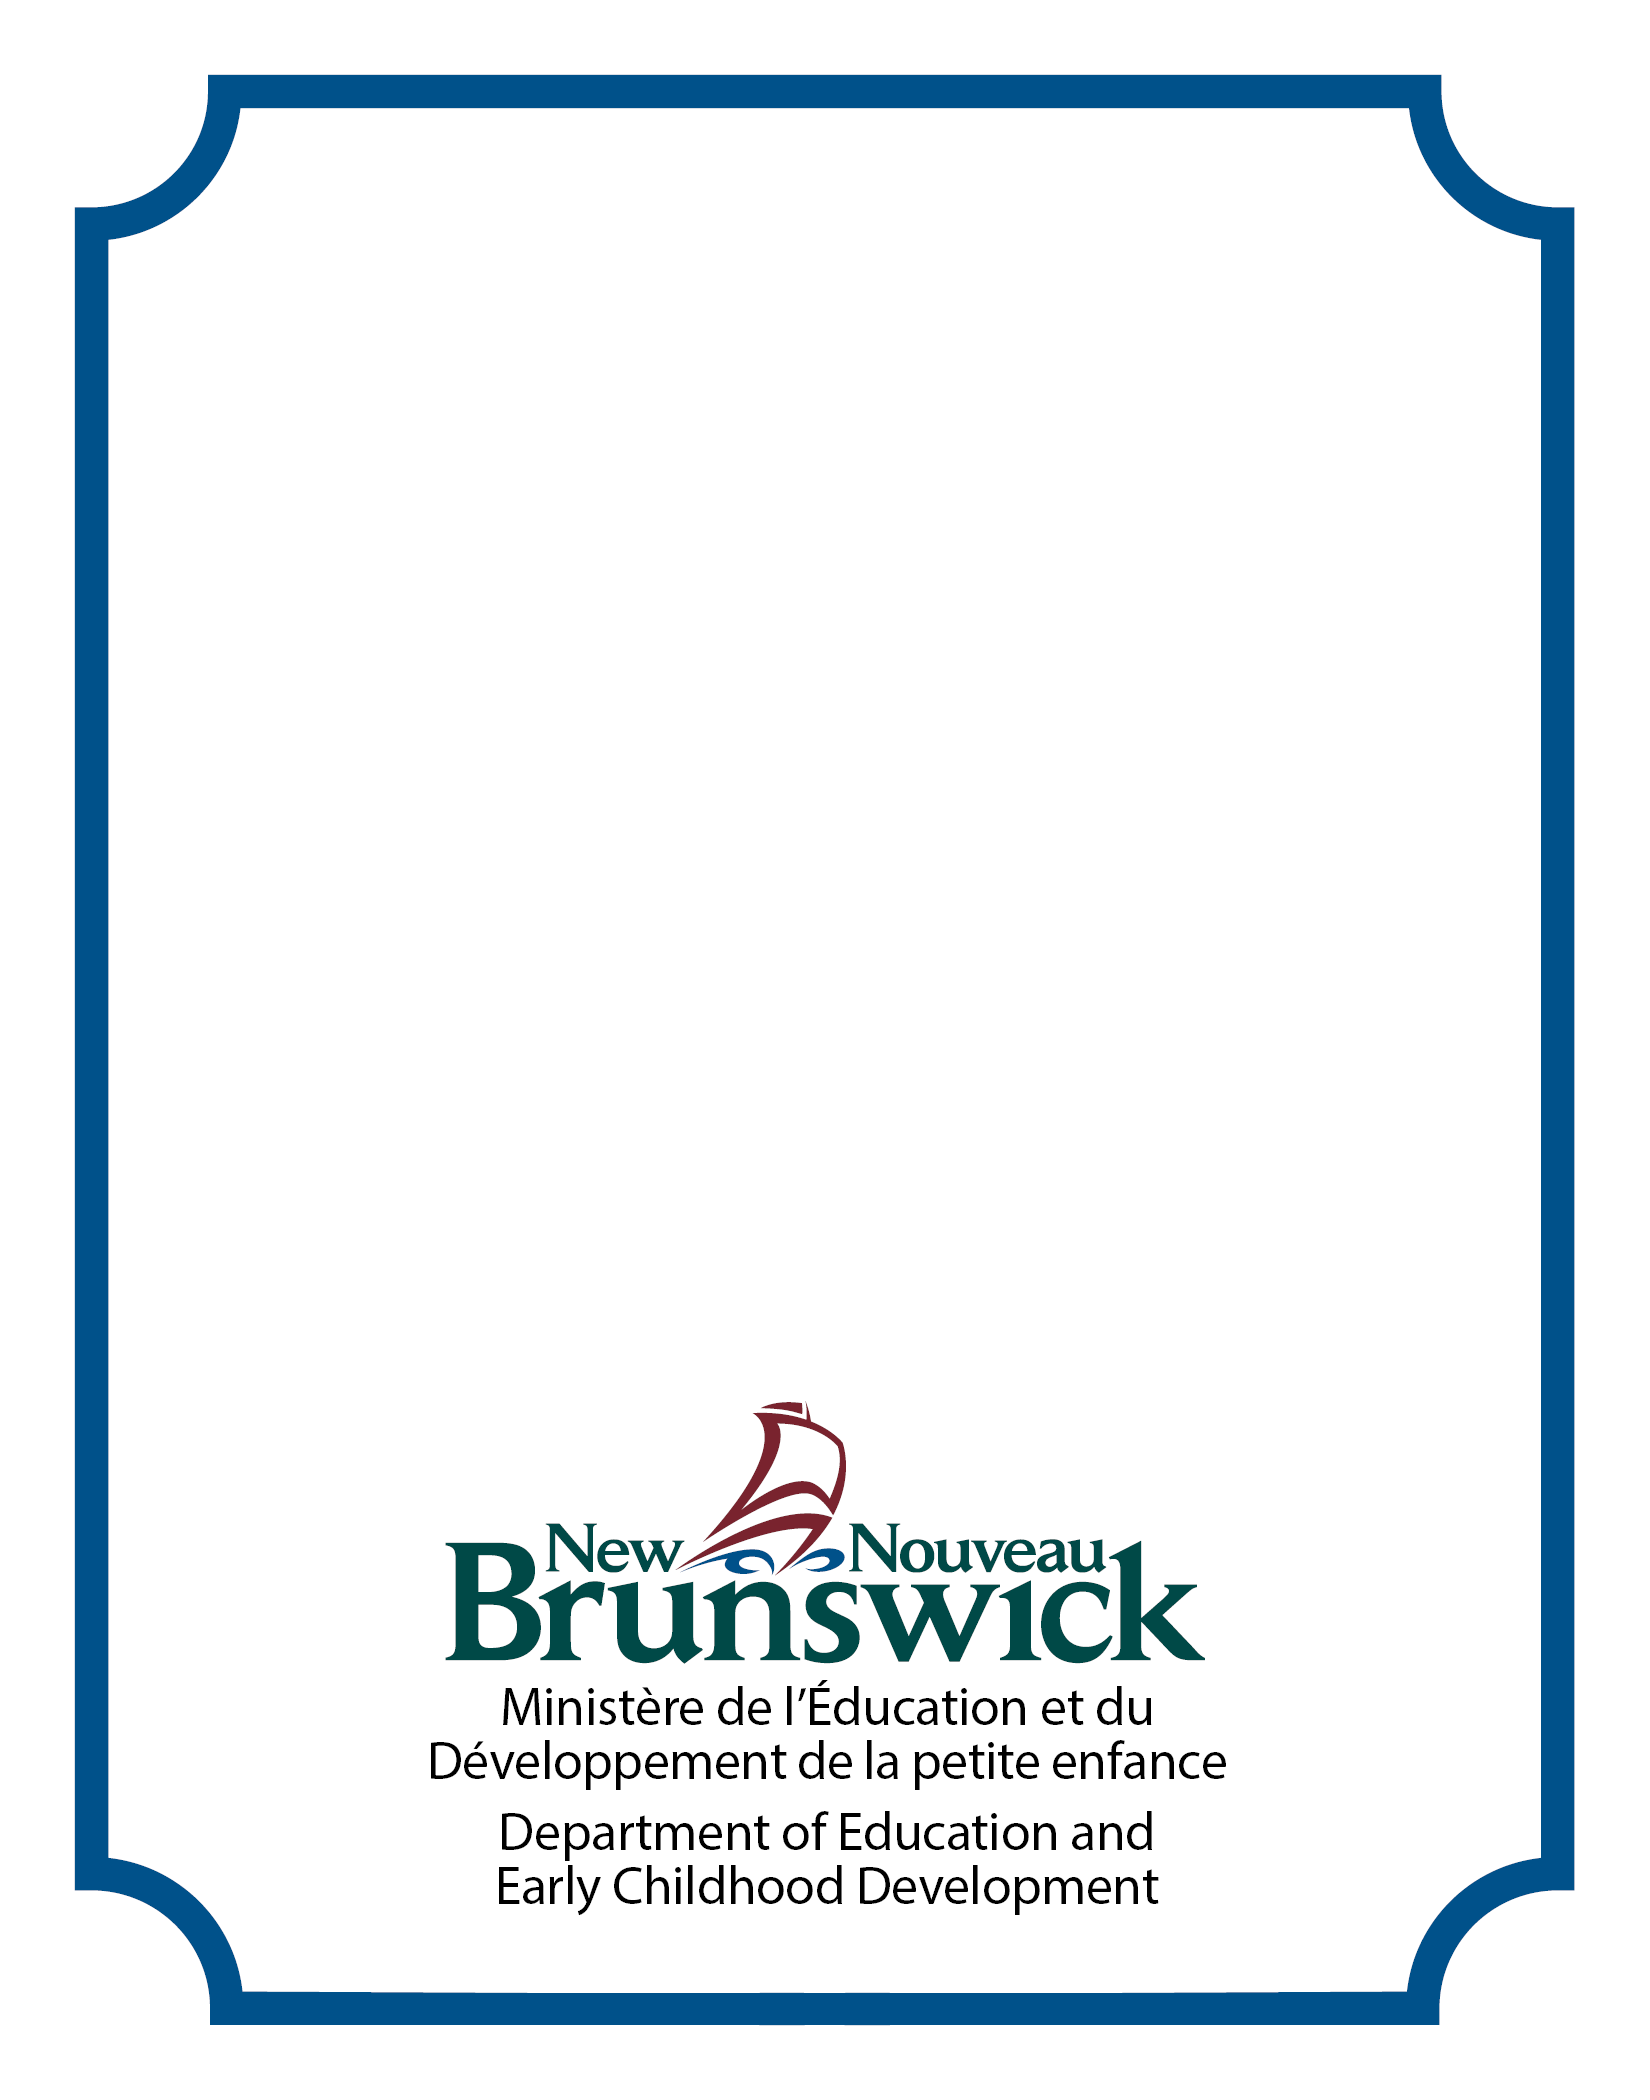 New Nouveau
Brunswick
Ministère de l’Éducation et du
Développement de la petite enfance
Department of Education and
Early Childhood Development